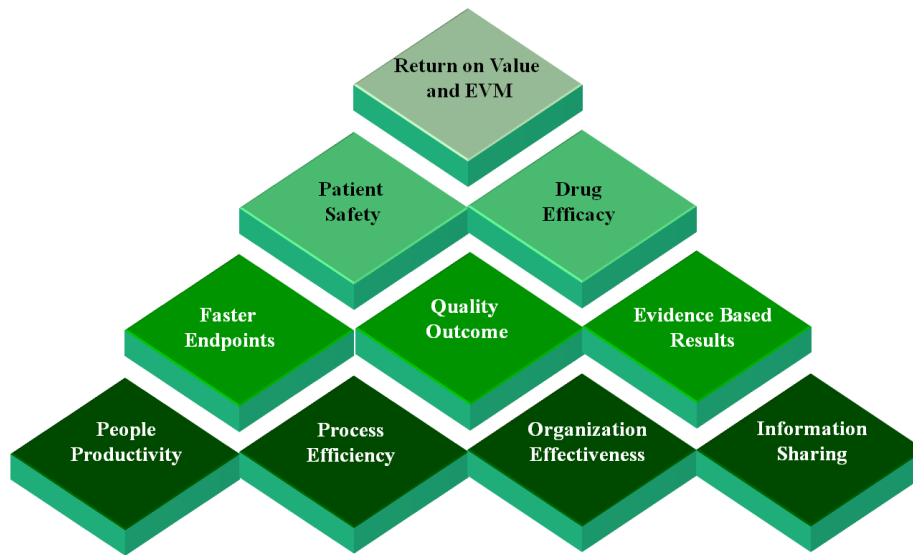 Return on Value
and EVM
Patient
Safety
Drug
Efficacy
Faster
Endpoints
Quality
Outcome
Evidence Based
Results
People
Productivity
Process
Efficiency
Organization
Effectiveness
Information
Sharing